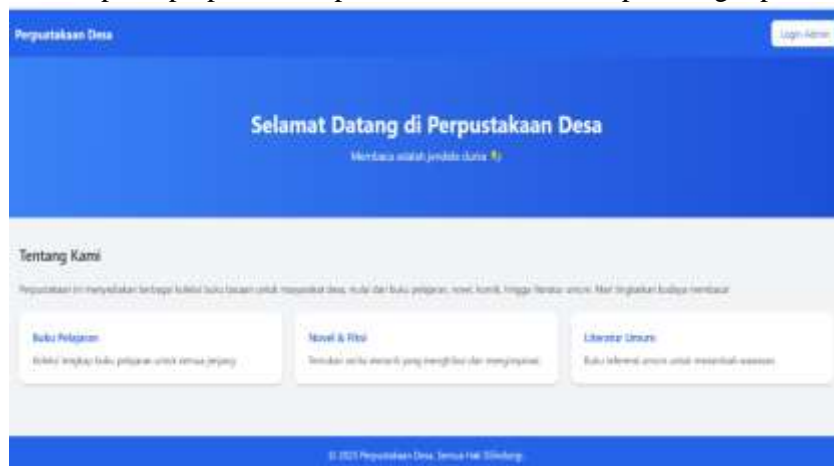 Perpustakaan Desa
Login Admin
Selamat Datang di Perpustakaan Desa
Membaca adalah jendela dunia
Tentang Kami
Perpustakaan ini menyediakan berbagai koleksi buku bacaan untuk masyarakat desa, mulai dari buku pelajaran, novel, komik, hingga literatur umum. Mari tingkatkan budaya membaca!
Buku Pelajaran
Novel & Fiksi
Literatur Umum
Koleksi lengkap buku pelajaran untuk semua jenjang.
Temukan cerita menarik yang menghibur dan menginspirasi.
Buku referensi umum untuk menambah wawasan.
© 2025 Perpustakaan Desa. Semua Hak Dilindungi.